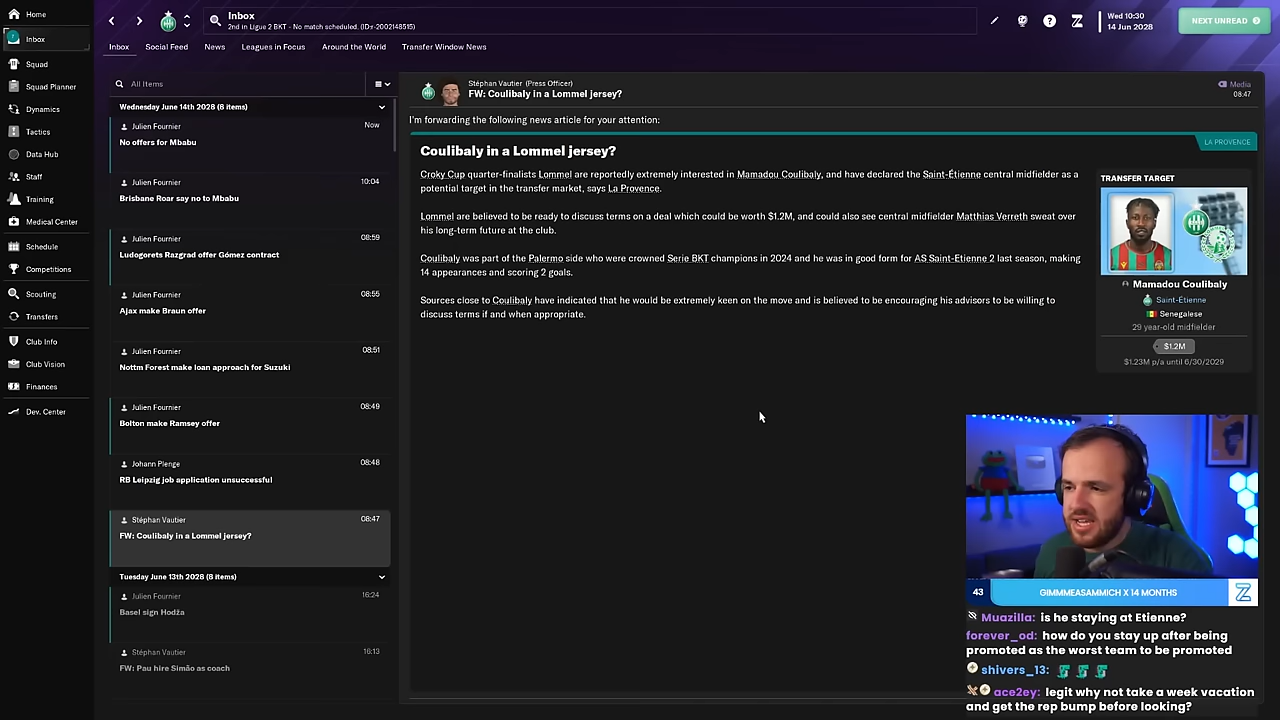 Home
Inbox
Squad
Squad Planner
Dynamics
Tactics
Data Hub
Staff
Training
Medical Center
Schedule
Competitions
Scouting
Transfers
Club Info
Club Vision
Finances
Dev. Center
Inbox
2nd in Ligue 2 BKT - No match scheduled. (ID:r-2002148515)
Z
Wed 10:30
14 Jun 2028
NEXT UNREAD
Inbox
Social Feed
News
Leagues in Focus
Around the World
Transfer Window News
All Items
Wednesday June 14th 2028 (8 items)
Julien Fournier
Now
No offers for Mbabu
Julien Fournier
10:04
Brisbane Roar say no to Mbabu
Julien Fournier
08:59
Ludogorets Razgrad offer Gómez contract
Julien Fournier
08:55
Ajax make Braun offer
Julien Fournier
08:51
Nottm Forest make loan approach for Suzuki
Julien Fournier
08:49
Bolton make Ramsey offer
Johann Plenge
08:48
RB Leipzig job application unsuccessful
Stéphan Vautier
08:47
FW: Coulibaly in a Lommel jersey?
Tuesday June 13th 2028 (8 items)
Julien Fournier
16:24
Basel sign Hodža
Stéphan Vautier
16:13
FW: Pau hire Simão as coach
Stéphan Vautier (Press Officer)
FW: Coulibaly in a Lommel jersey?
Media
08:47
I'm forwarding the following news article for your attention:
LA PROVENCE
Coulibaly in a Lommel jersey?
Croky Cup quarter-finalists Lommel are reportedly extremely interested in Mamadou Coulibaly, and have declared the Saint-Étienne central midfielder as a
potential target in the transfer market, says La Provence.
Lommel are believed to be ready to discuss terms on a deal which could be worth $1.2M, and could also see central midfielder Matthias Verreth sweat over
his long-term future at the club.
Coulibaly was part of the Palermo side who were crowned Serie BKT champions in 2024 and he was in good form for AS Saint-Etienne 2 last season, making
14 appearances and scoring 2 goals.
Sources close to Coulibaly have indicated that he would be extremely keen on the move and is believed to be encouraging his advisors to be willing to
discuss terms if and when appropriate.
TRANSFER TARGET
Mamadou Coulibaly
Saint-Étienne
Senegalese
29 year-old midfielder
$1.2M
$1.23M p/a until 6/30/2029
43
GIMMMEASAMMICH X 14 MONTHS
Z
Muazilla: is he staying at Etienne?
forever_od: how do you stay up after being
promoted as the worst team to be promoted
shivers_13:
ace2ey: legit why not take a week vacation
and get the rep bump before looking?